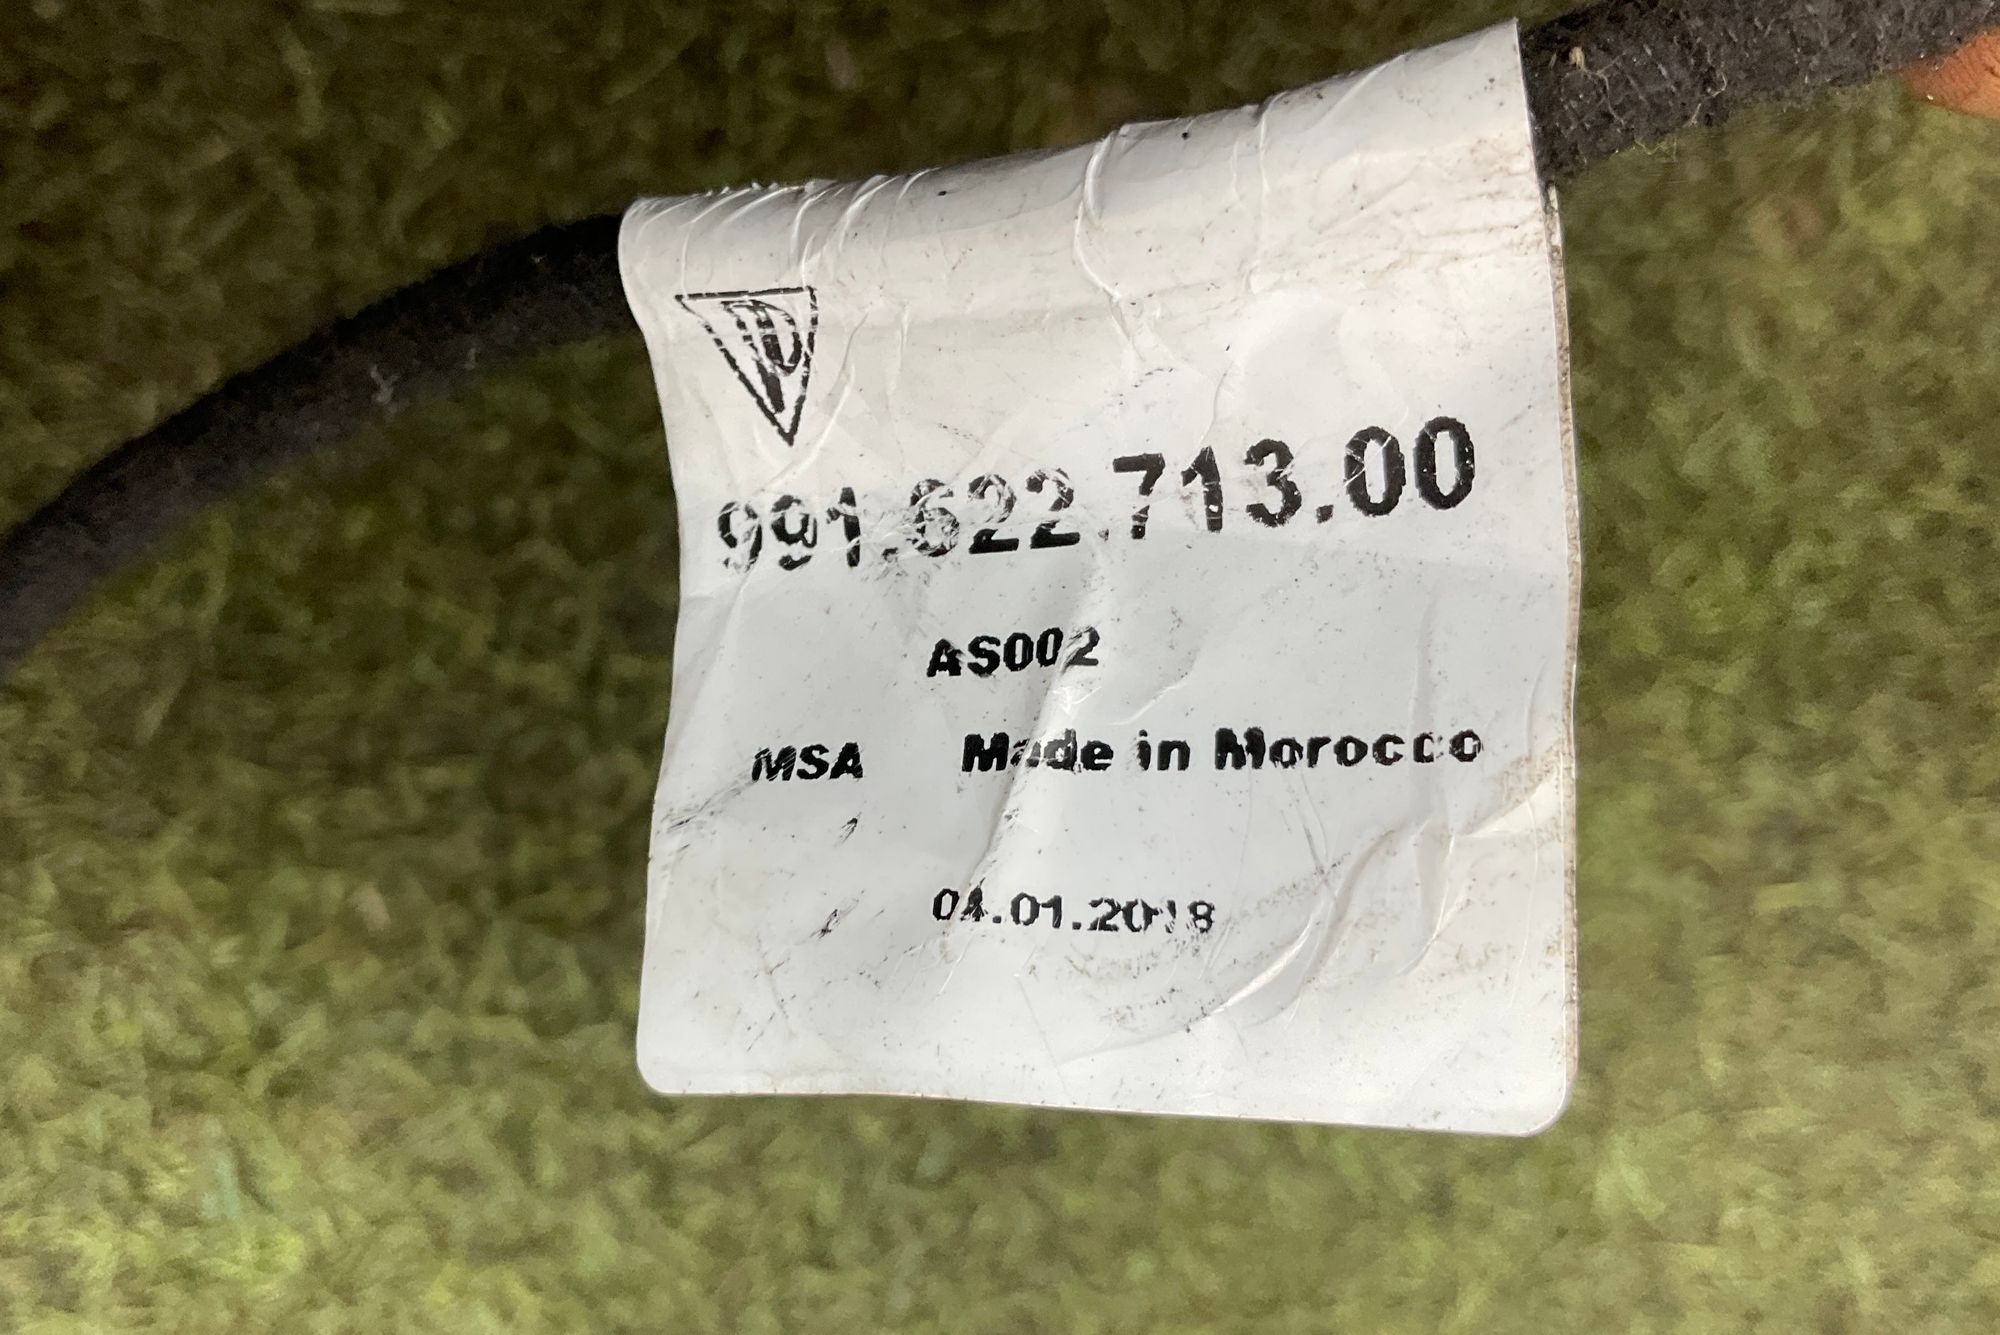 991.622.713.00
AS002
MSA Made in Morocco
04.01.2018